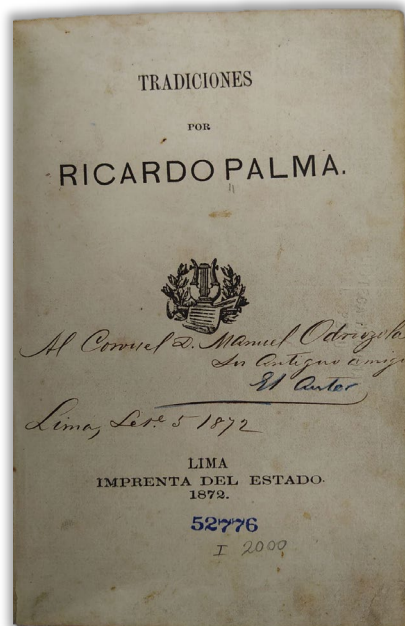 TRADICIONES
POR
RICARDO PALMA.
Al Coronel D. Manuel Odriozola
Su antiguo amigo
El Autor
Lima, Set.e 5 1872
LIMA
IMPRENTA DEL ESTADO.
1872.
52776
I 2000